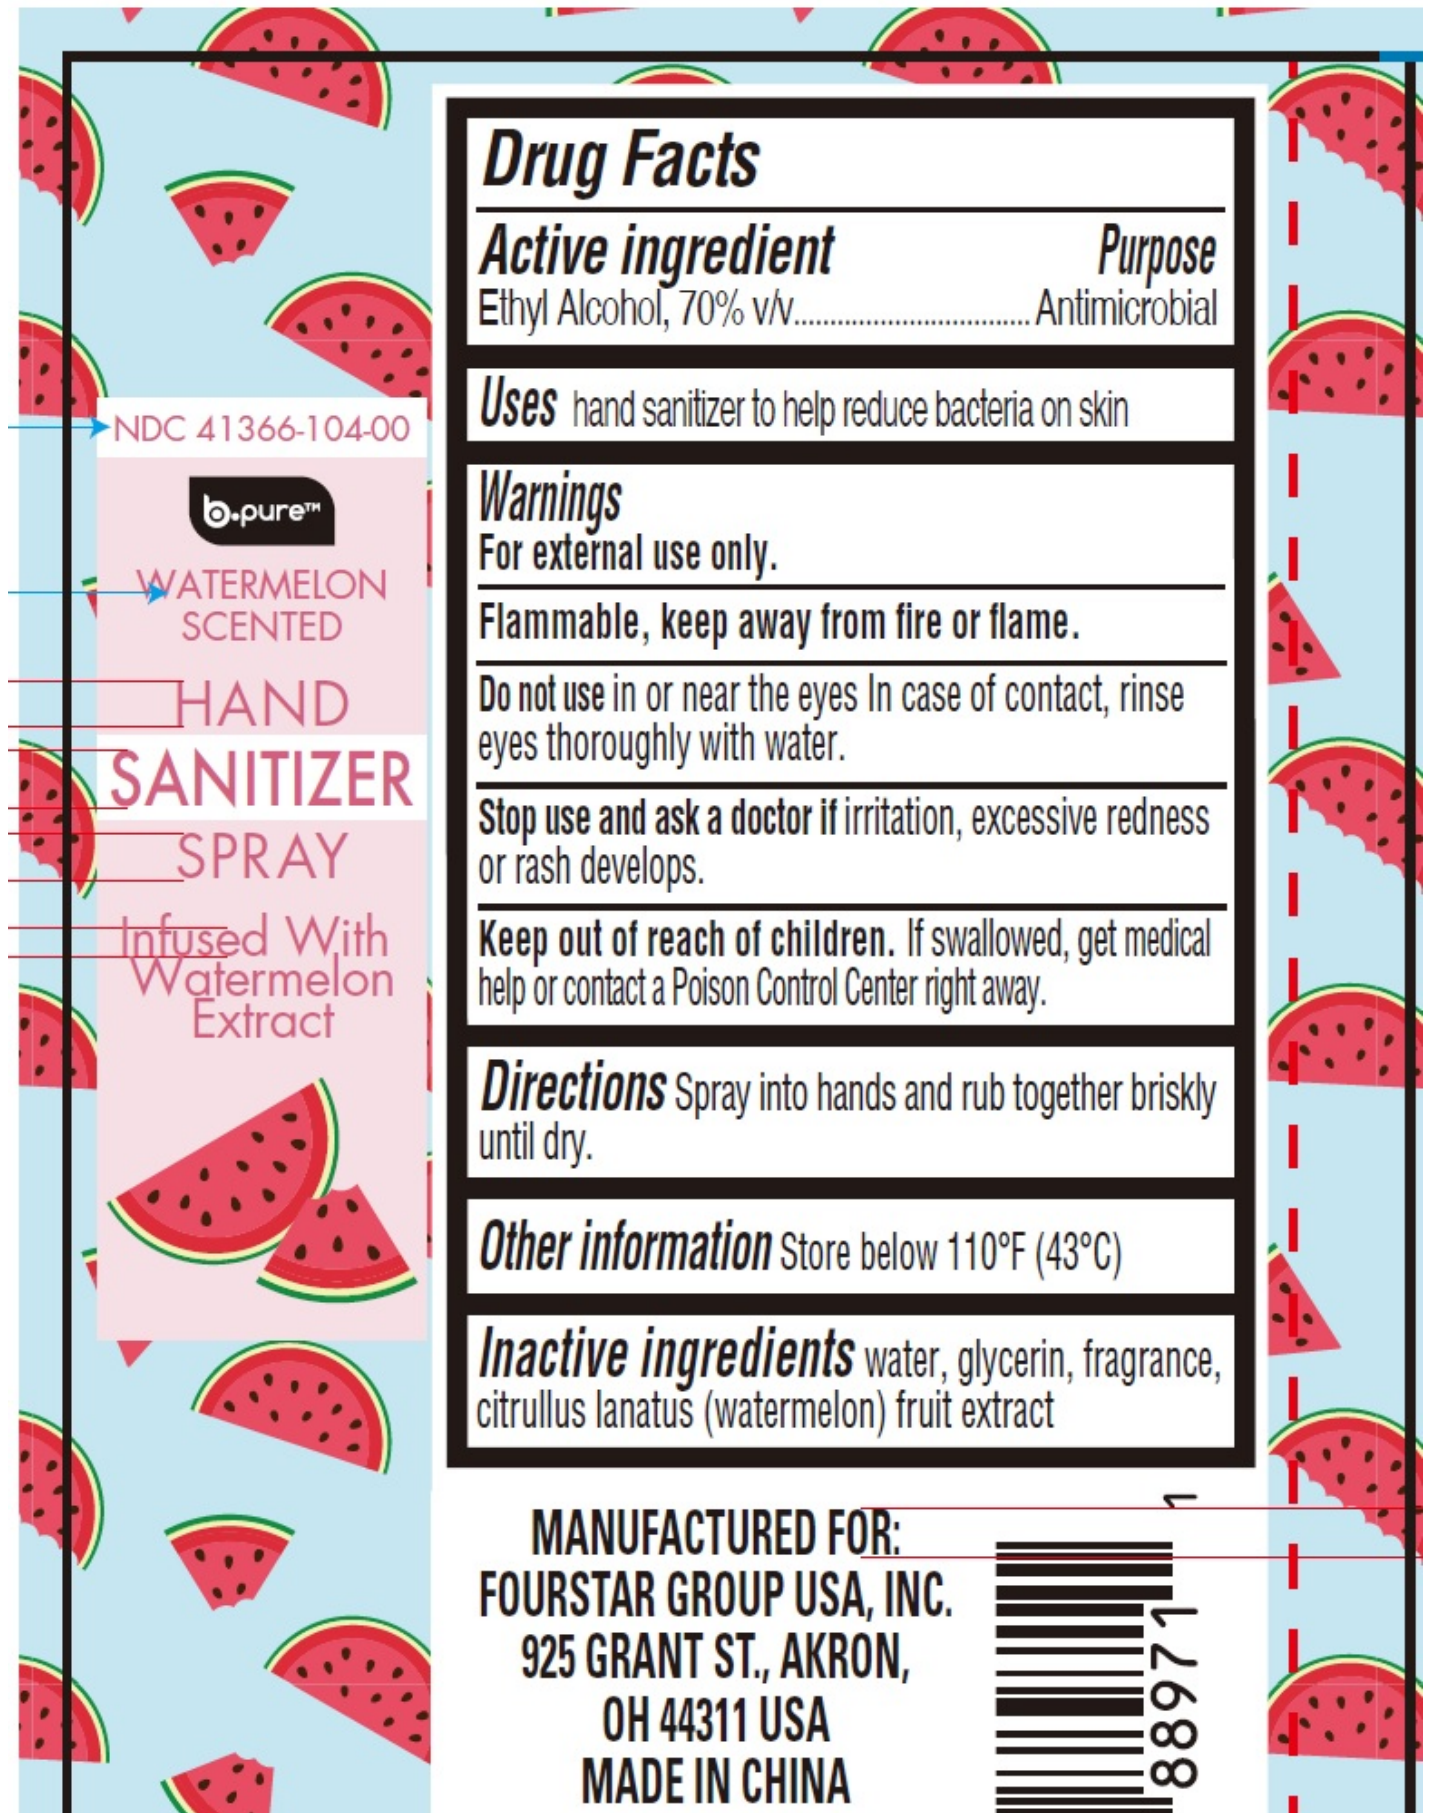 NDC 41366-104-00
b.pure™
WATERMELON
SCENTED
HAND
SANITIZER
SPRAY
Infused With
Watermelon
Extract
Drug Facts
Active ingredient Purpose
Ethyl Alcohol, 70% v/v................................ Antimicrobial
Uses hand sanitizer to help reduce bacteria on skin
Warnings
For external use only.
Flammable, keep away from fire or flame.
Do not use in or near the eyes In case of contact, rinse
eyes thoroughly with water.
Stop use and ask a doctor if irritation, excessive redness
or rash develops.
Keep out of reach of children. If swallowed, get medical
help or contact a Poison Control Center right away.
Directions Spray into hands and rub together briskly
until dry.
Other information Store below 110°F (43°C)
Inactive ingredients water, glycerin, fragrance,
citrullus lanatus (watermelon) fruit extract
MANUFACTURED FOR:
FOURSTAR GROUP USA, INC.
925 GRANT ST., AKRON,
OH 44311 USA
MADE IN CHINA
88971 1